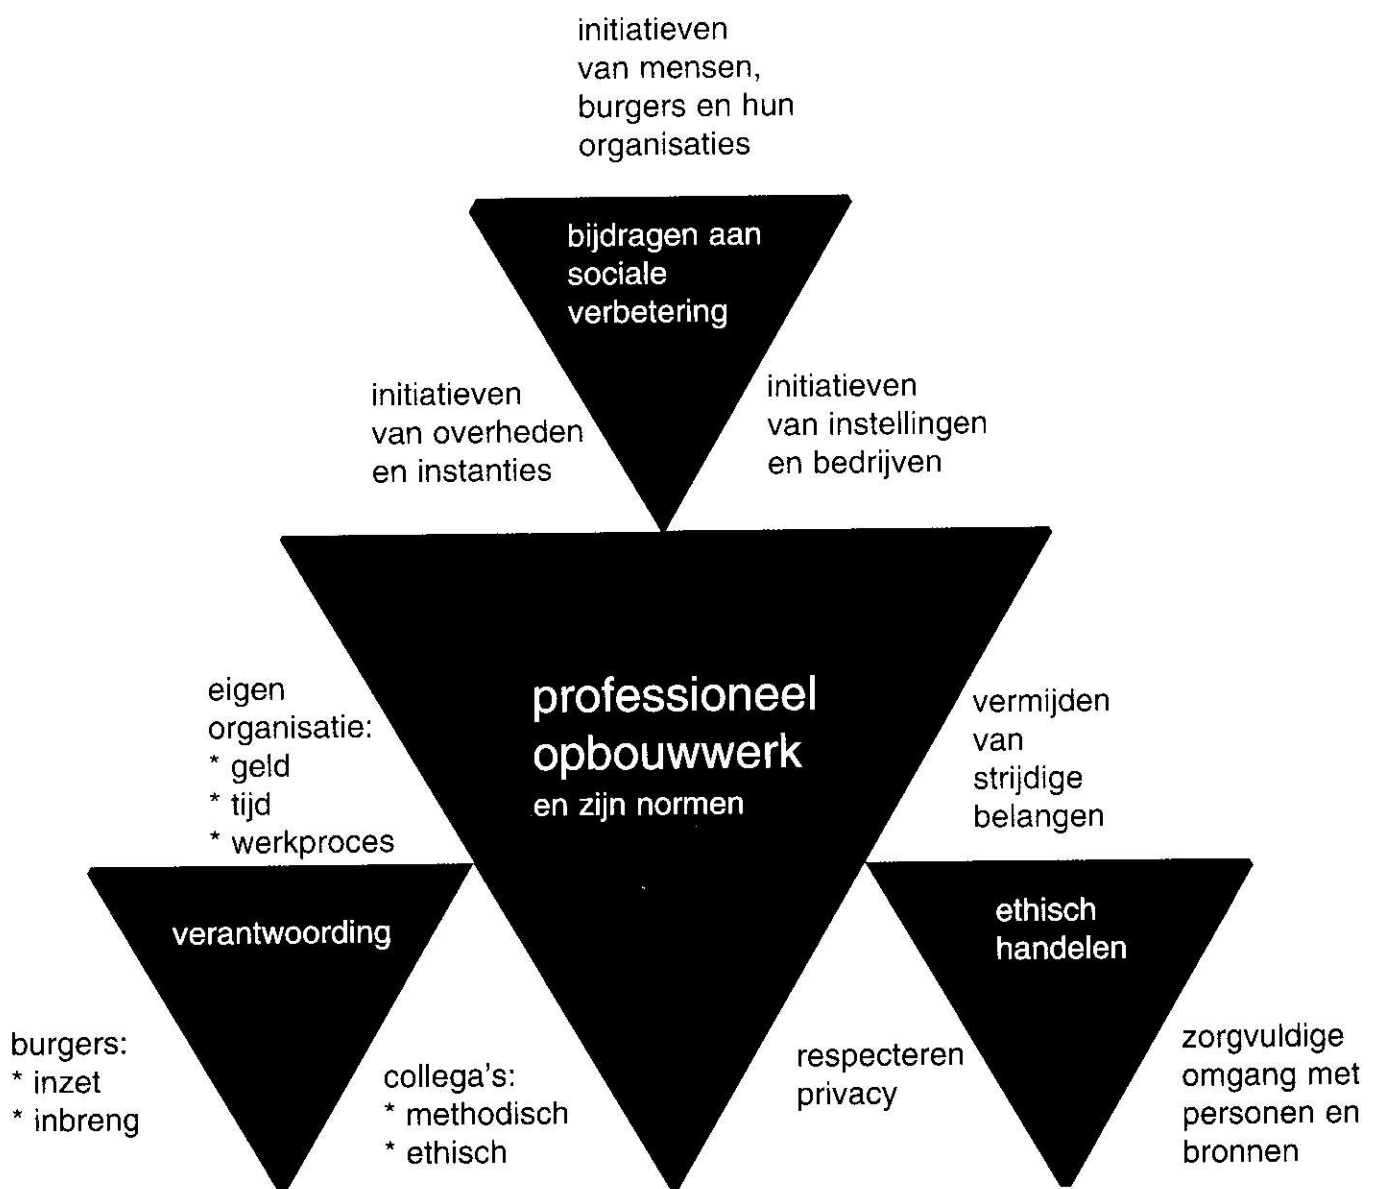 initiatieven
van mensen,
burgers en hun
organisaties
bijdragen aan
sociale
verbetering
initiatieven
van overheden
en instanties
initiatieven
van instellingen
en bedrijven
professioneel
opbouwwerk
en zijn normen
eigen
organisatie:
* geld
* tijd
* werkproces
vermijden
van
strijdige
belangen
verantwoording
ethisch
handelen
burgers:
* inzet
* inbreng
collega's:
* methodisch
* ethisch
respecteren
privacy
zorgvuldige
omgang met
personen en
bronnen